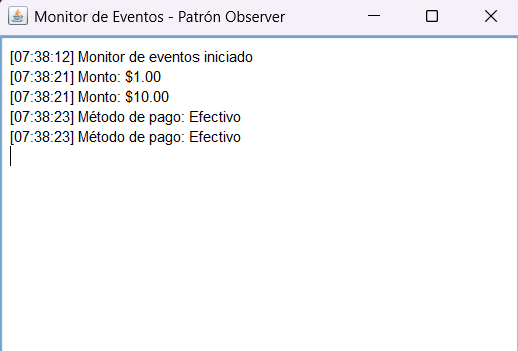 Monitor de Eventos - Patrón Observer
[07:38:12] Monitor de eventos iniciado
[07:38:21] Monto: $1.00
[07:38:21] Monto: $10.00
[07:38:23] Método de pago: Efectivo
[07:38:23] Método de pago: Efectivo